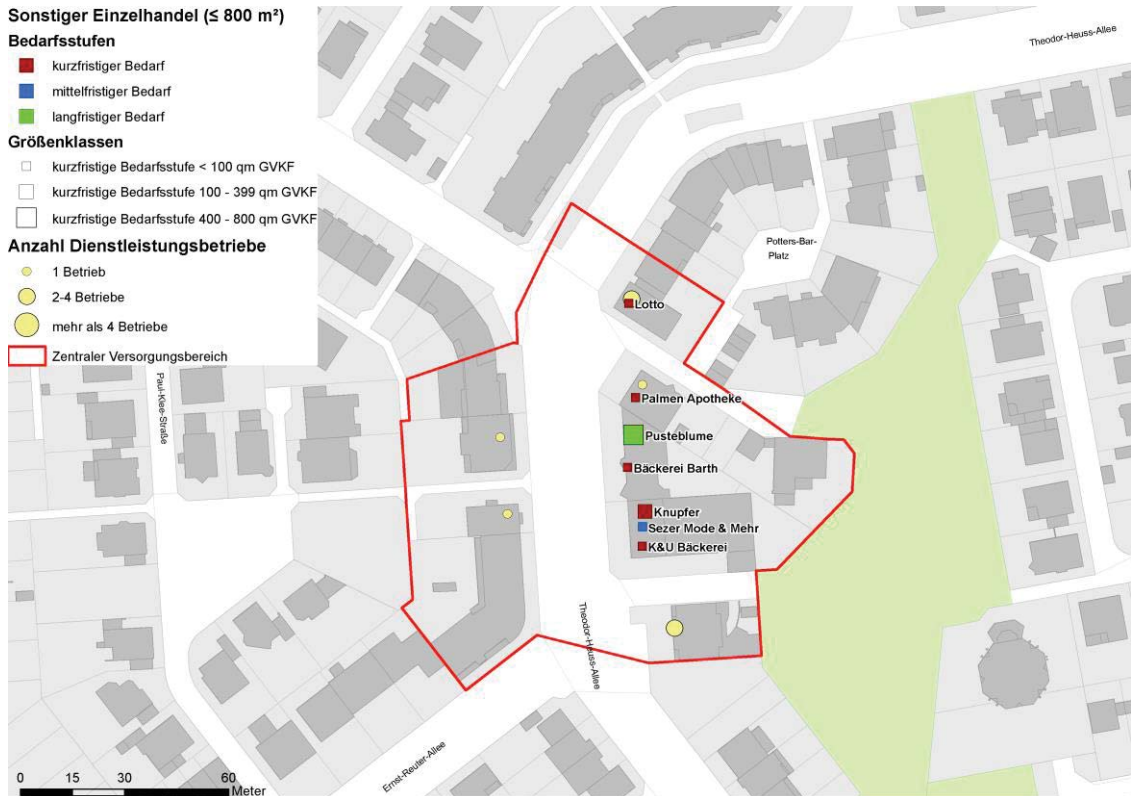 Sonstiger Einzelhandel (≤ 800 m²)
Bedarfsstufen
kurzfristiger Bedarf
mittelfristiger Bedarf
langfristiger Bedarf
Größenklassen
kurzfristige Bedarfsstufe < 100 qm GVKF
kurzfristige Bedarfsstufe 100 - 399 qm GVKF
kurzfristige Bedarfsstufe 400 - 800 qm GVKF
Anzahl Dienstleistungsbetriebe
1 Betrieb
2-4 Betriebe
mehr als 4 Betriebe
Zentraler Versorgungsbereich
Theodor-Heuss-Allee
Potters-Bar-
Platz
Lotto
Paul-Klee-Straße
Palmen Apotheke
Pusteblume
Bäckerei Barth
Knupfer
Sezer Mode & Mehr
K&U Bäckerei
Theodor-Heuss-Allee
Ernst-Reuter-Allee
0 15 30 60
Meter